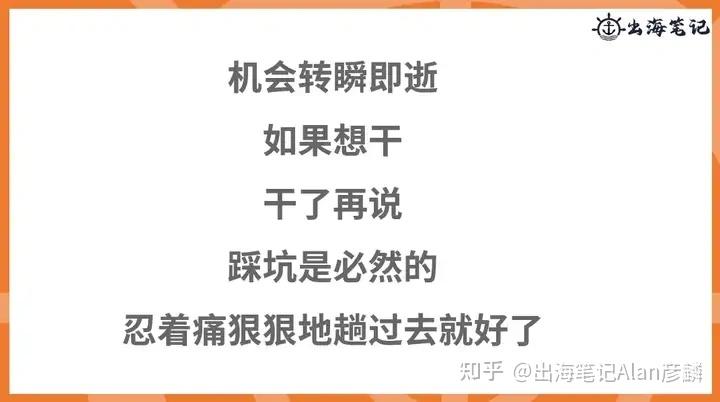 出海笔记
机会转瞬即逝
如果想干
干了再说
踩坑是必然的
忍着痛狠狠地趟过去就好了
知乎 @出海笔记Alan彦麟